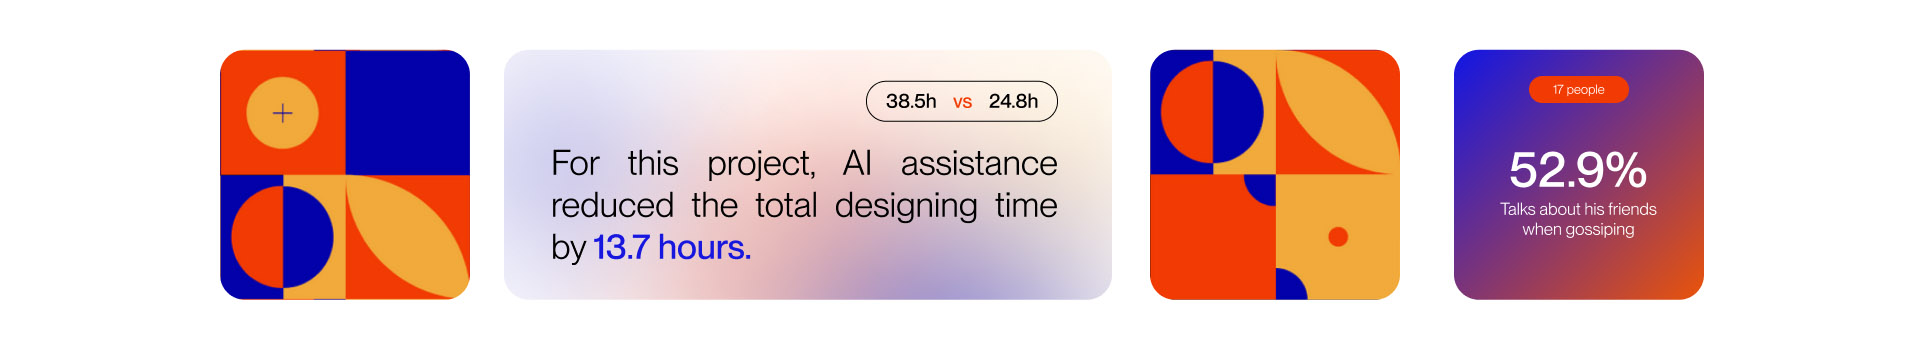 38.5h vs 24.8h
For this project, AI assistance
reduced the total designing time
by 13.7 hours.
17 people
52.9%
Talks about his friends
when gossiping